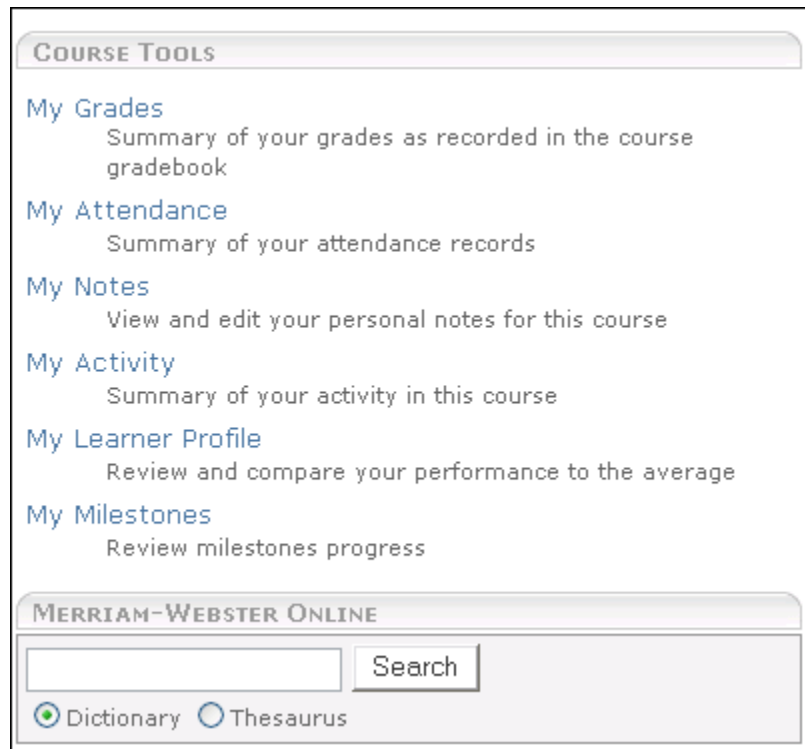 COURSE TOOLS
My Grades
Summary of your grades as recorded in the course
gradebook
My Attendance
Summary of your attendance records
My Notes
View and edit your personal notes for this course
My Activity
Summary of your activity in this course
My Learner Profile
Review and compare your performance to the average
My Milestones
Review milestones progress
MERRIAM-WEBSTER ONLINE
Search
Dictionary Thesaurus